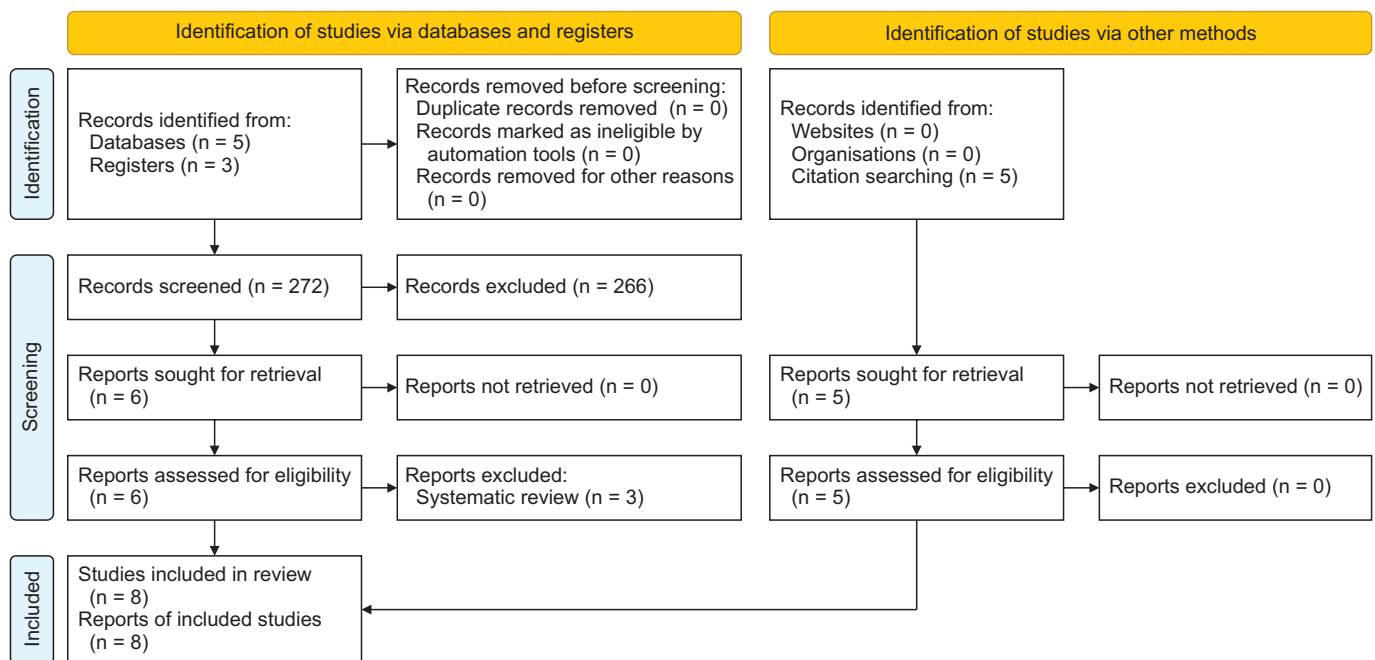 Identification of studies via databases and registers
Identification of studies via other methods
Identification
Records identified from:
Databases (n = 5)
Registers (n = 3)
Records removed before screening:
Duplicate records removed (n = 0)
Records marked as ineligible by
automation tools (n = 0)
Records removed for other reasons
(n = 0)
Records identified from:
Websites (n = 0)
Organisations (n = 0)
Citation searching (n = 5)
Screening
Records screened (n = 272)
Records excluded (n = 266)
Reports sought for retrieval
(n = 6)
Reports not retrieved (n = 0)
Reports sought for retrieval
(n = 5)
Reports not retrieved (n = 0)
Reports assessed for eligibility
(n = 6)
Reports excluded:
Systematic review (n = 3)
Reports assessed for eligibility
(n = 5)
Reports excluded (n = 0)
Included
Studies included in review
(n = 8)
Reports of included studies
(n = 8)